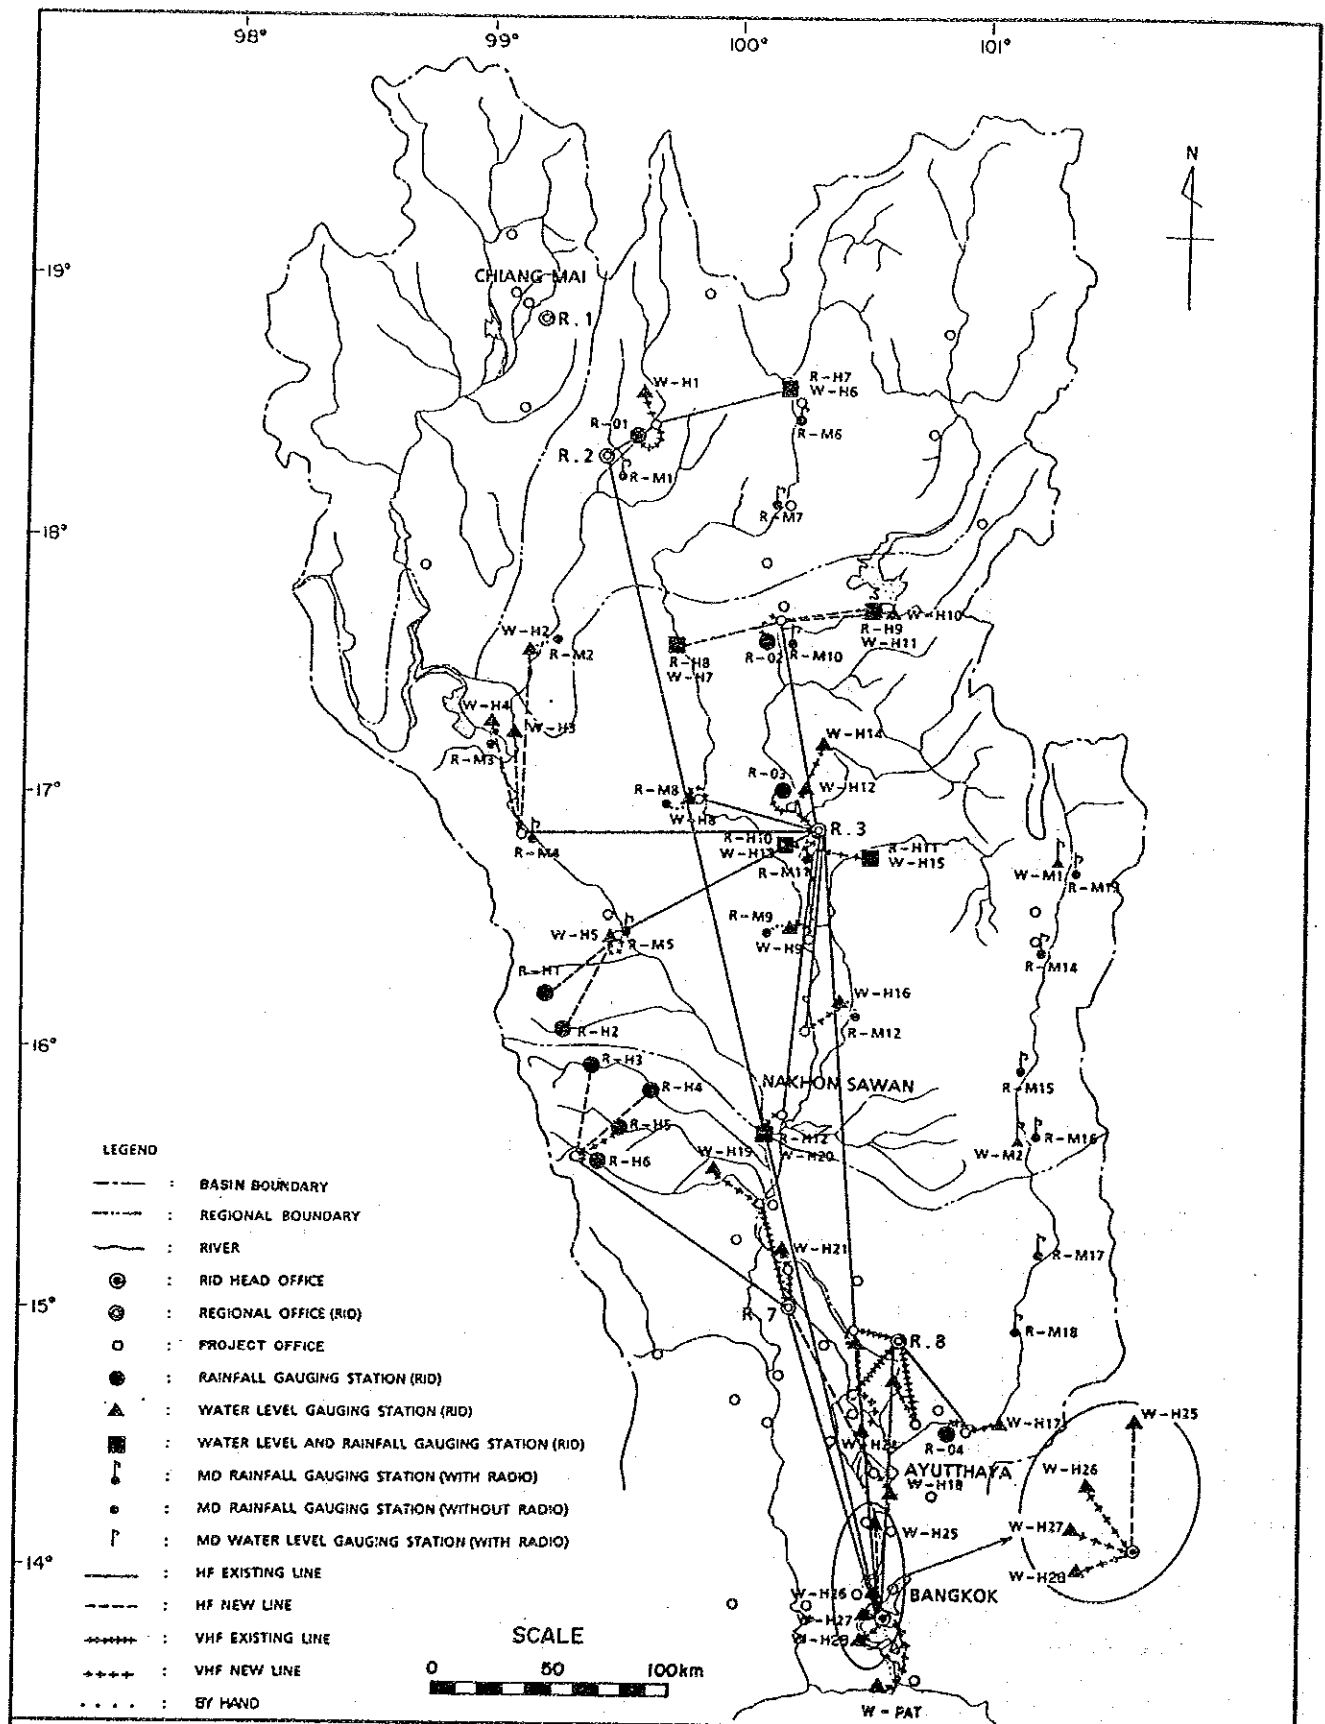 98° 99° 100° 101°
N
19°
CHIANG MAI
R.1
W-H1
R-H7
W-H6
R-01
R-M6
R.2
R-M1
R-M7
18°
W-H2
R-M2
W-H10
R-H9
W-H11
R-02
R-M10
R-H8
W-H7
W-H4
W-H3
R-M3
W-H14
R-03
17°
R-M8
W-H8
W-H12
R.3
R-M4
R-H10
W-H13
R-M11
R-H11
W-H15
W-M1
R-M13
R-M9
W-H9
W-H5
R-M5
R-M14
R-H1
R-H2
W-H16
R-M12
16°
R-H3
R-H4
NAKHON SAWAN
R-M15
R-H5
R-H6
R-H12
W-H20
W-H19
R-M16
W-M2
W-H21
R-M17
15°
R 7
R.8
R-M18
W-H17
R-04
W-H35
AYUTTHAYA
W-H18
W-H26
W-H25
W-H27
W-H28
14°
W-H26
BANGKOK
W-H27
W-H28
W-PAT
LEGEND
: BASIN BOUNDARY
: REGIONAL BOUNDARY
: RIVER
: RID HEAD OFFICE
: REGIONAL OFFICE (RID)
: PROJECT OFFICE
: RAINFALL GAUGING STATION (RID)
: WATER LEVEL GAUGING STATION (RID)
: WATER LEVEL AND RAINFALL GAUGING STATION (RID)
: MD RAINFALL GAUGING STATION (WITH RADIO)
: MD RAINFALL GAUGING STATION (WITHOUT RADIO)
: MD WATER LEVEL GAUGING STATION (WITH RADIO)
: HF EXISTING LINE
: HF NEW LINE
: VHF EXISTING LINE
: VHF NEW LINE
: BY HAND
SCALE
0 50 100km